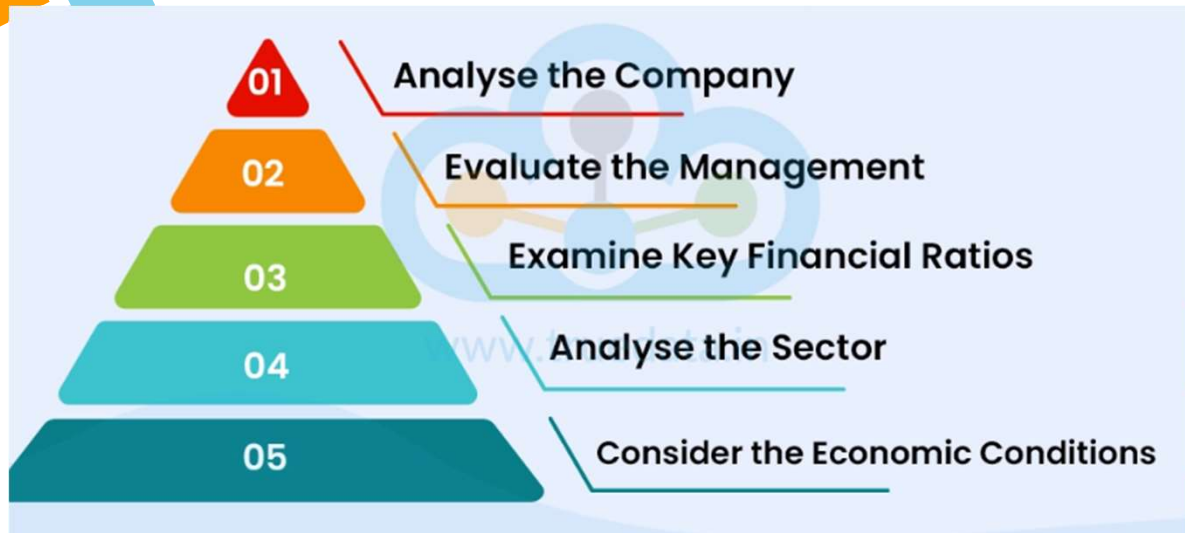 01
Analyse the Company
02
Evaluate the Management
03
Examine Key Financial Ratios
04
Analyse the Sector
05
Consider the Economic Conditions